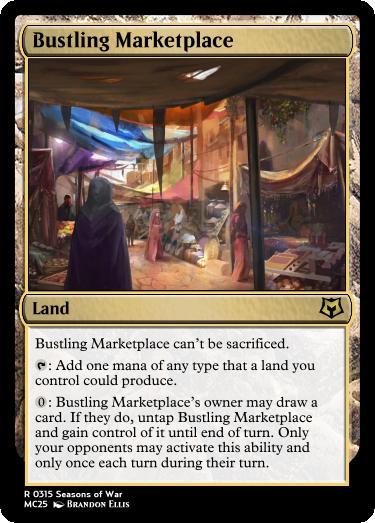 Bustling Marketplace
Land
Bustling Marketplace can't be sacrificed.
: Add one mana of any type that a land you
control could produce.
0: Bustling Marketplace's owner may draw a
card. If they do, untap Bustling Marketplace
and gain control of it until end of turn. Only
your opponents may activate this ability and
only once each turn during their turn.
R 0315 Seasons of War
MC25 Brandon Ellis